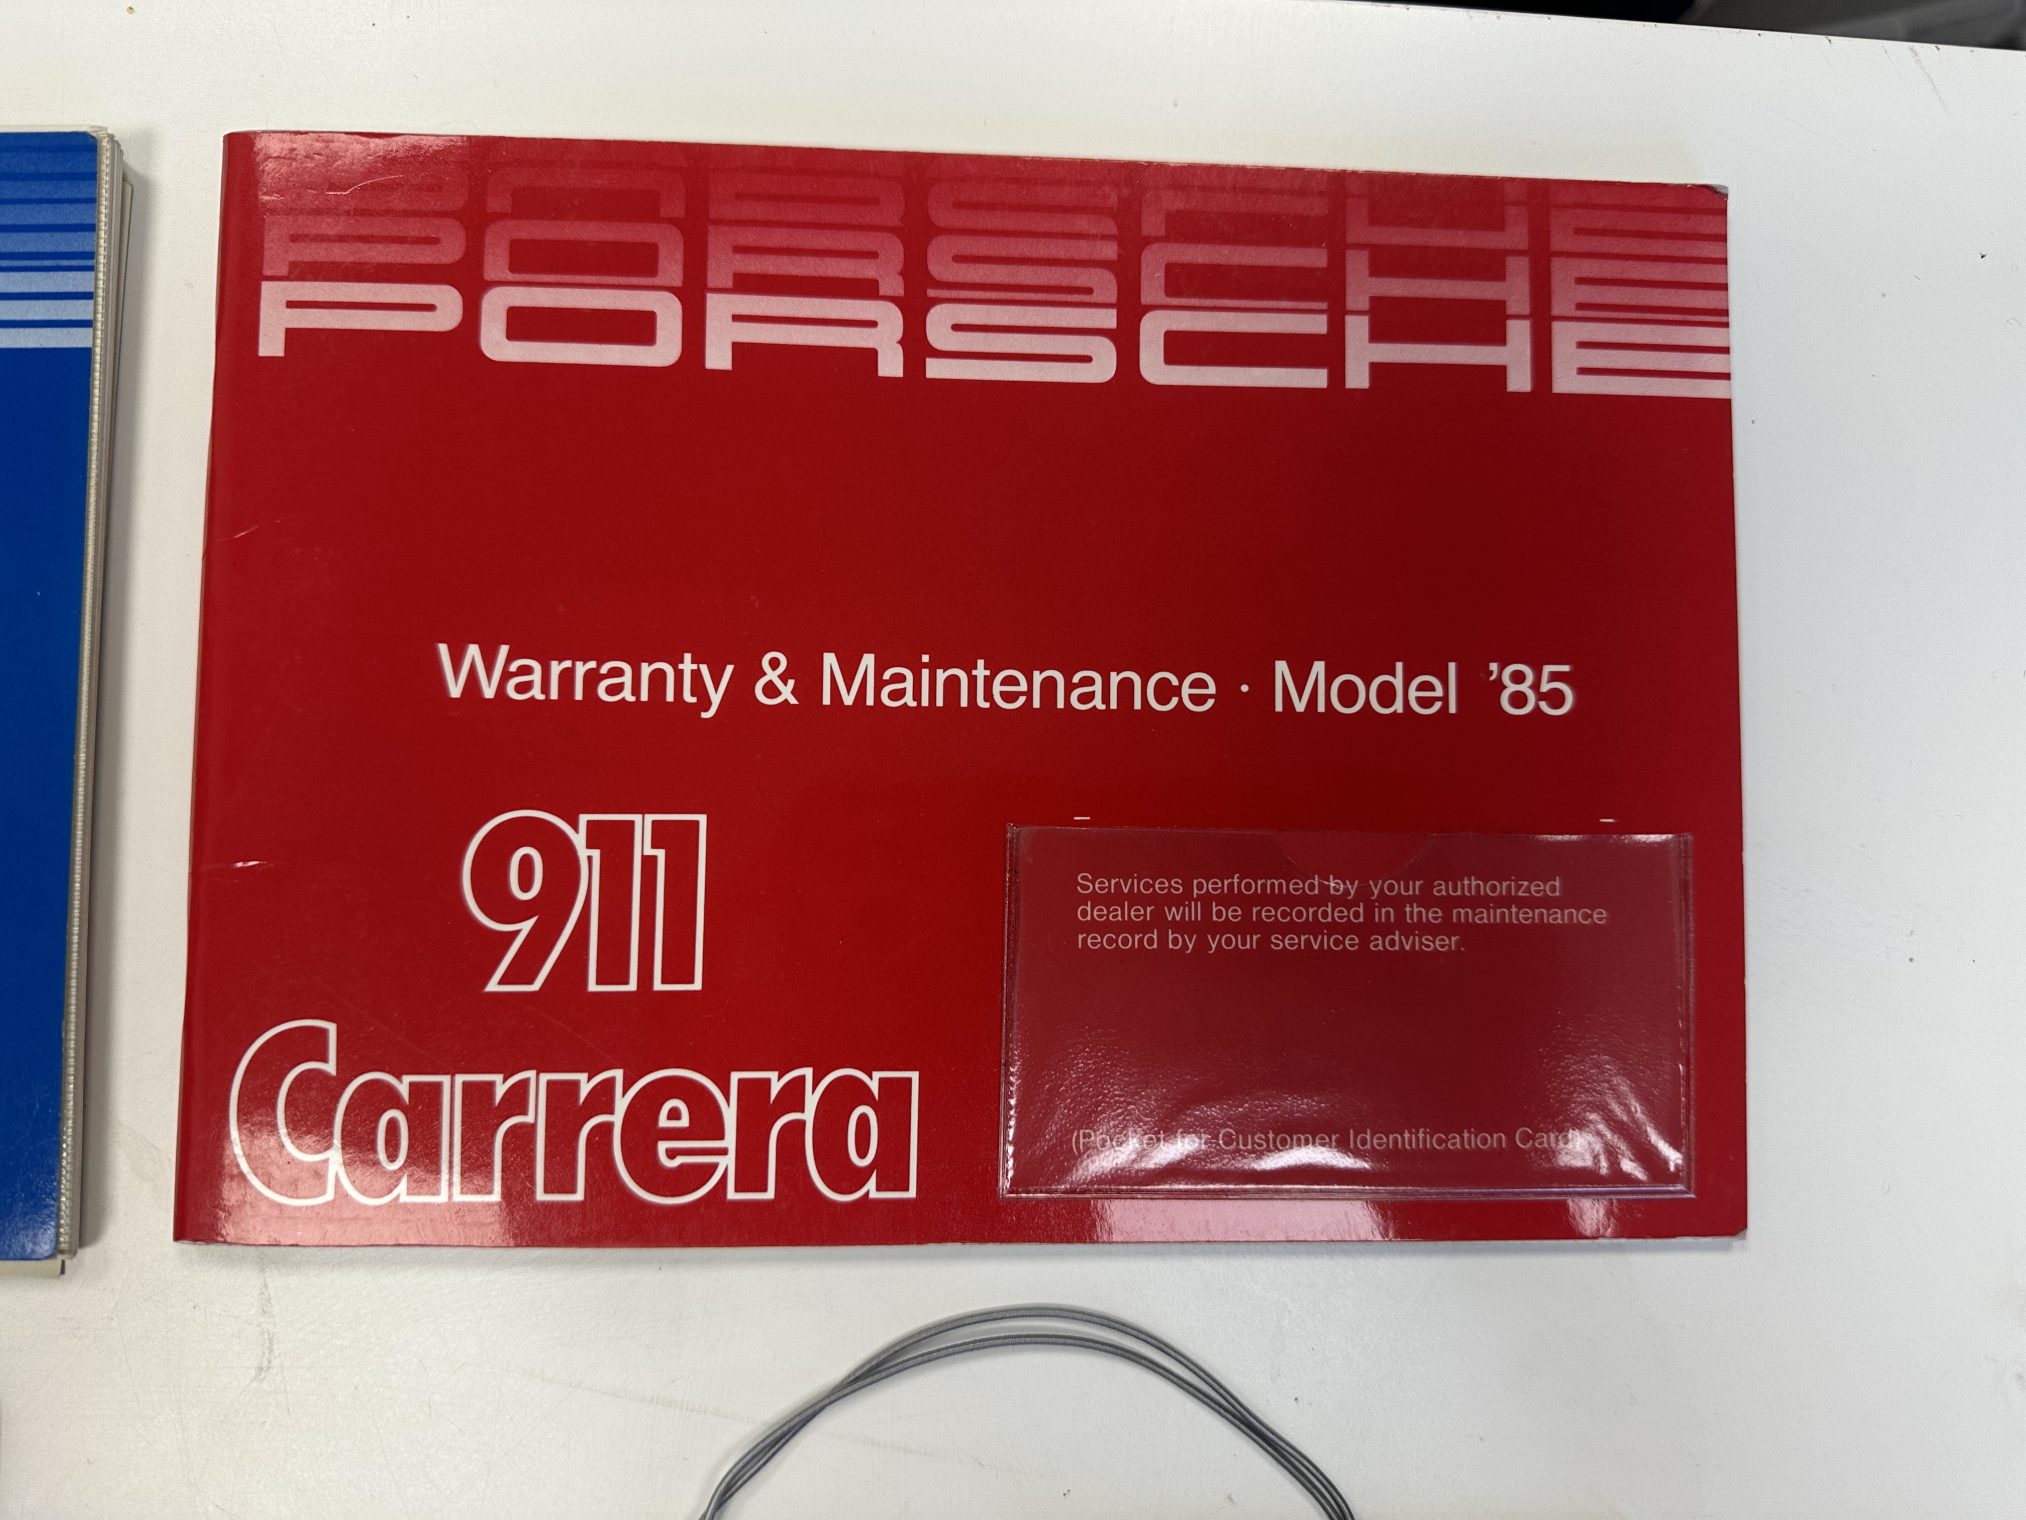 PORSCHE
PORSCHE
PORSCHE
Warranty & Maintenance · Model '85
911
Carrera
Services performed by your authorized
dealer will be recorded in the maintenance
record by your service adviser.
(Pocket for Customer Identification Card)